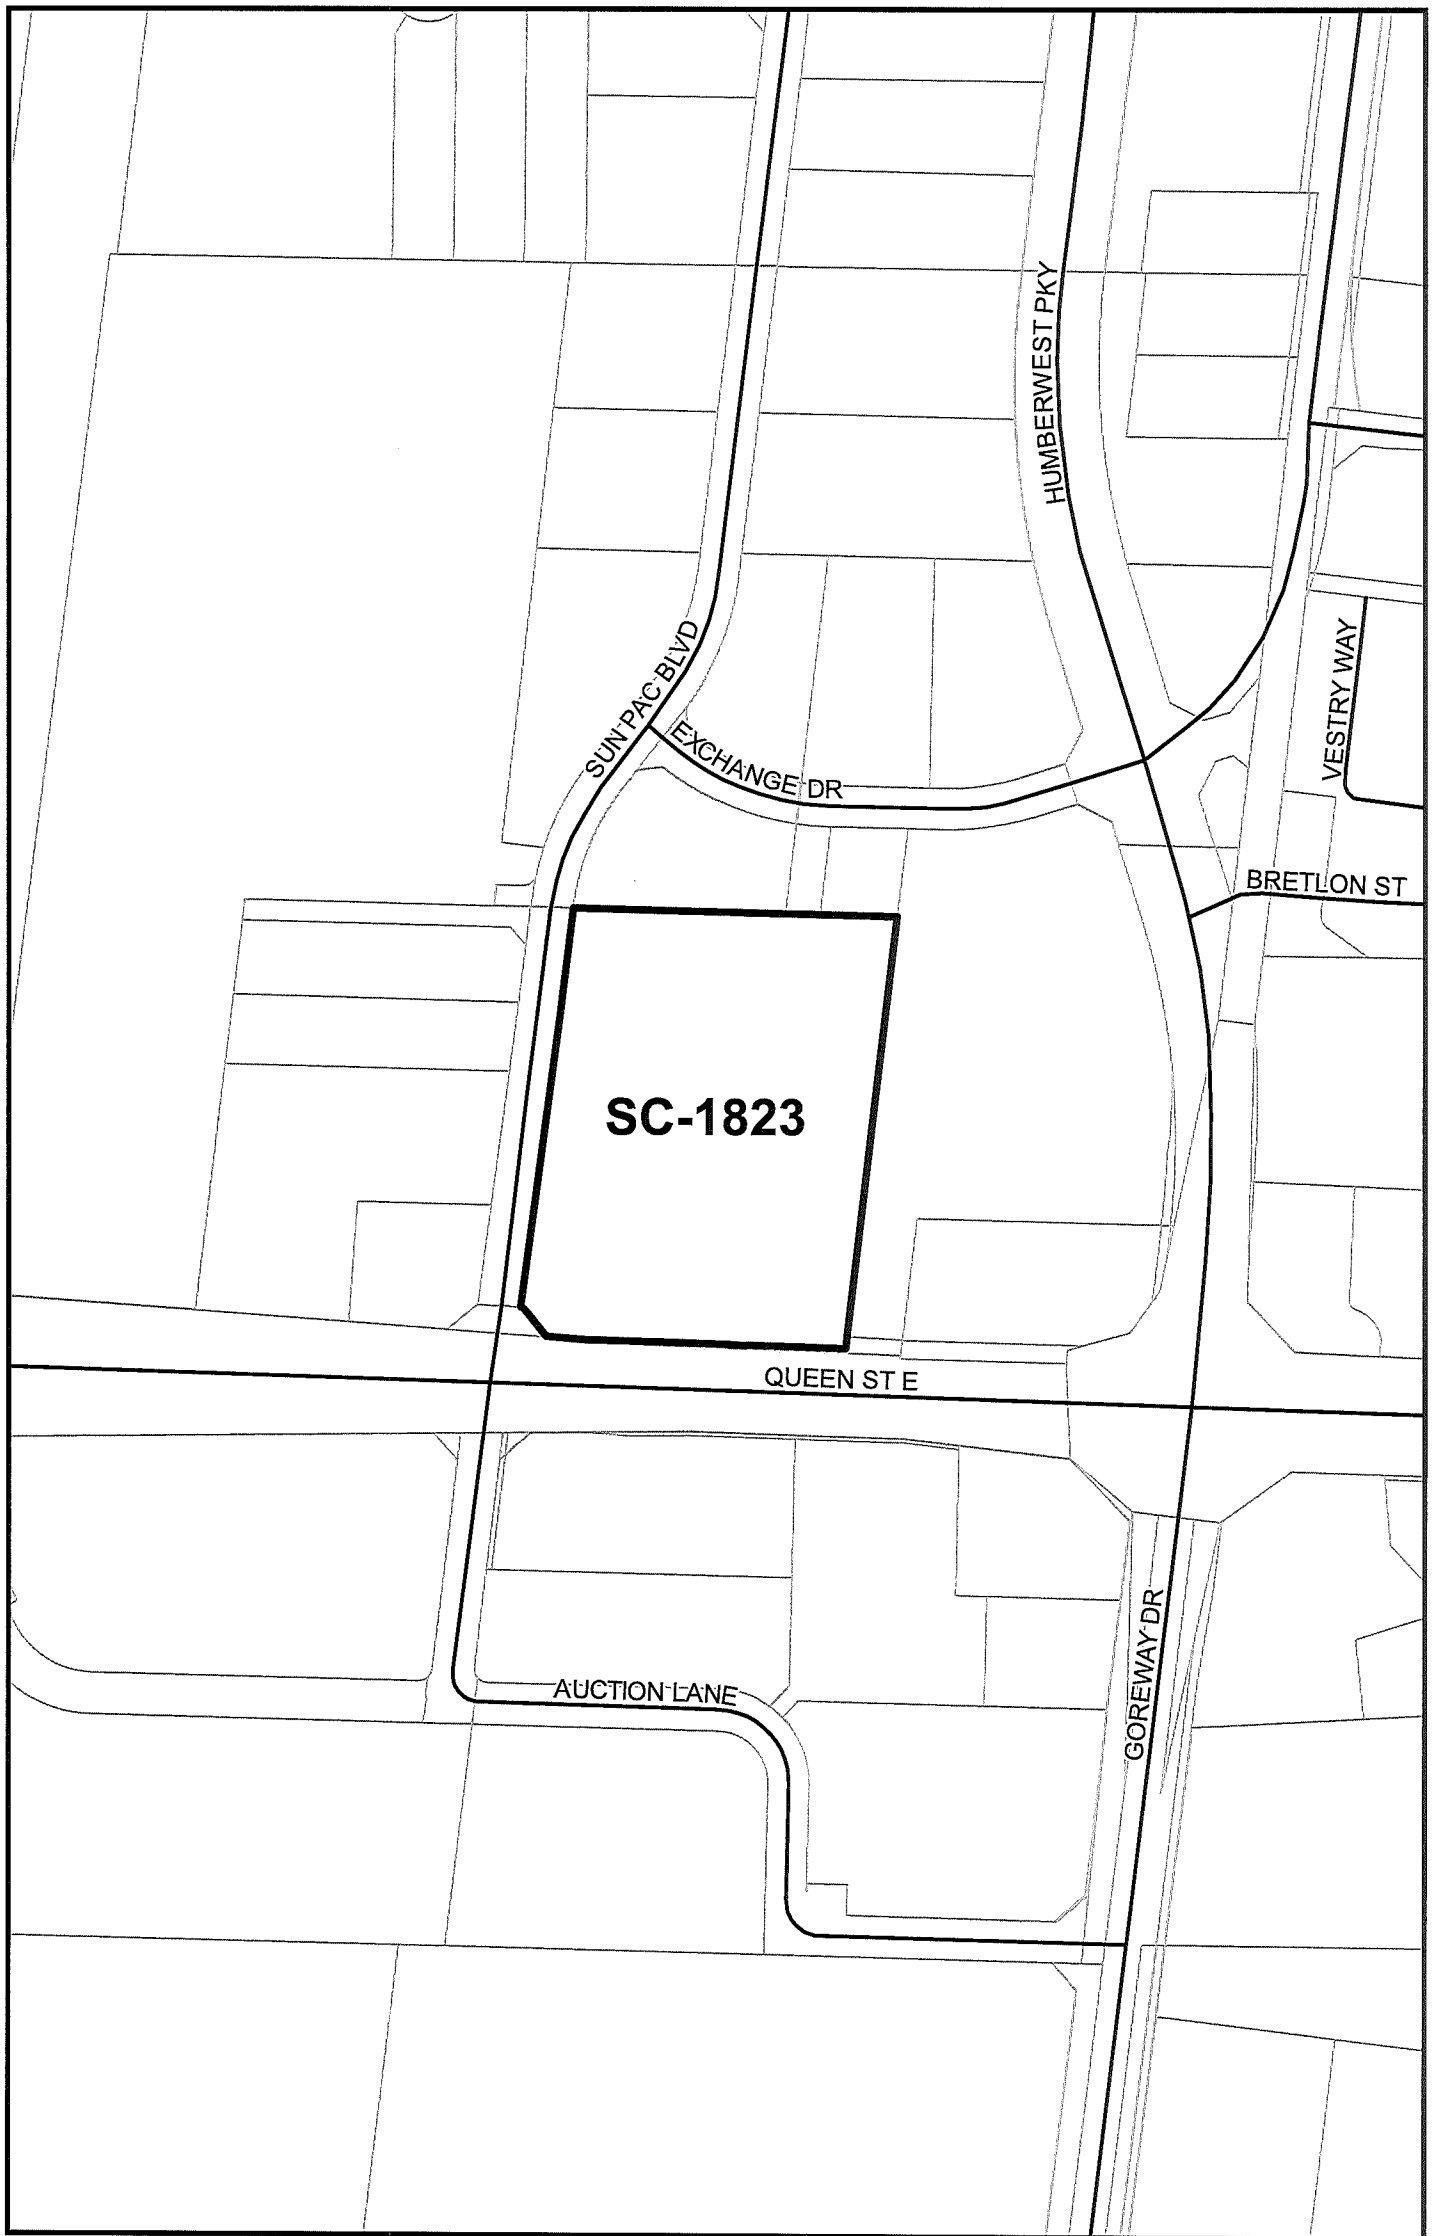 HUMBERWEST PKY
SUN PAC BLVD
VESTRY WAY
EXCHANGE DR
BRETLON ST
SC-1823
QUEEN ST E
GOREWAY DR
AUCTION LANE